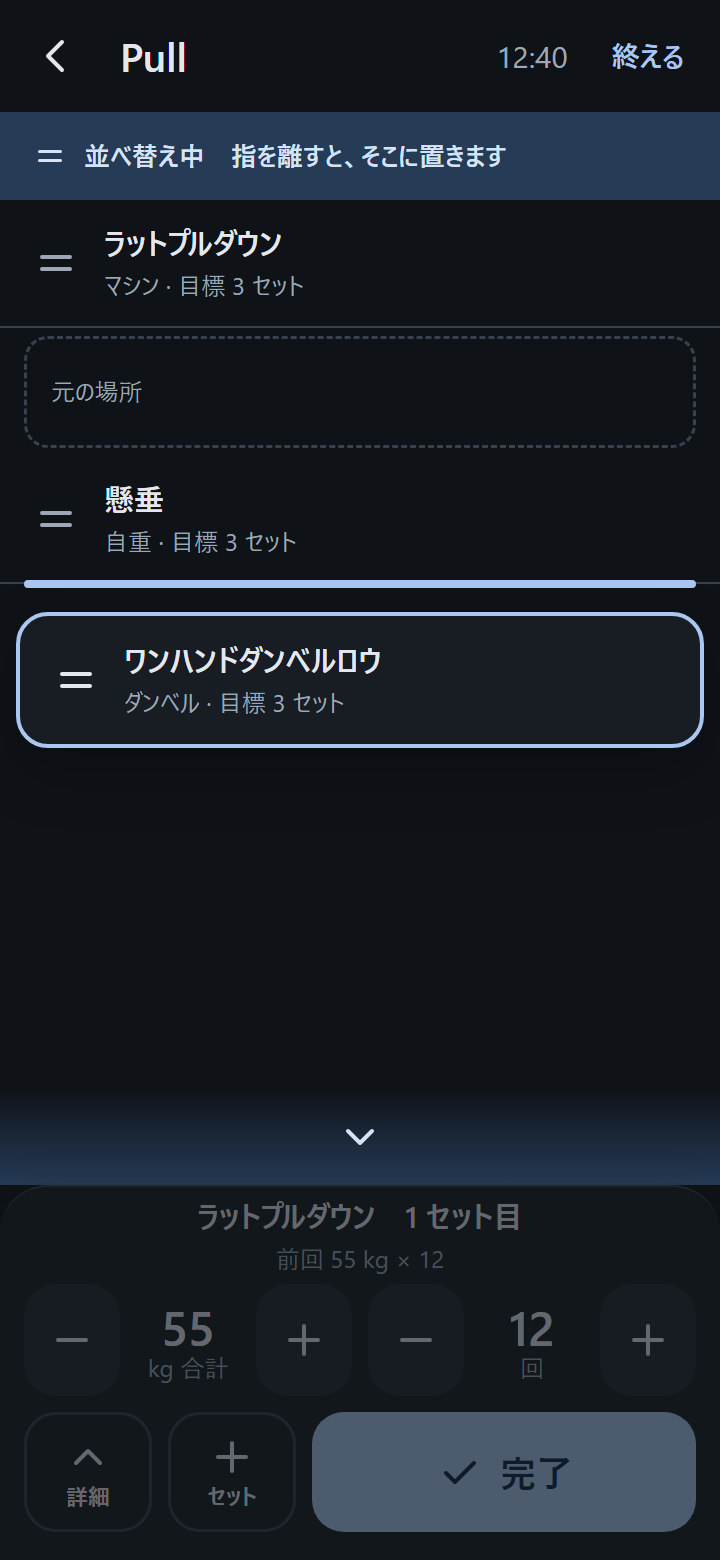 Pull 12:40 終える
並べ替え中 指を離すと、そこに置きます
ラットプルダウン
マシン · 目標 3 セット
元の場所
懸垂
自重 · 目標 3 セット
ワンハンドダンベルロウ
ダンベル · 目標 3 セット
ラットプルダウン 1 セット目
前回 55 kg × 12
55 12
kg 合計 回
詳細 セット 完了